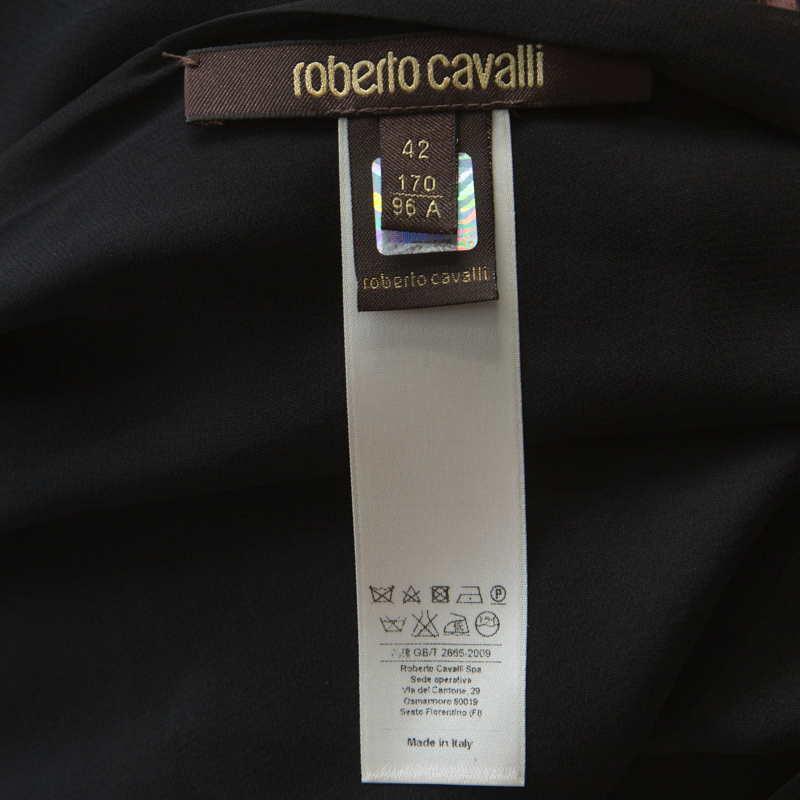 roberto cavalli
42
170
96 A
roberto cavalli
P
GB/T 2665-2009
Roberto Cavalli Spa
Sede operativa
Via del Cantone, 29
Osmannoro 50019
Sesto Fiorentino (FI)
Made in Italy